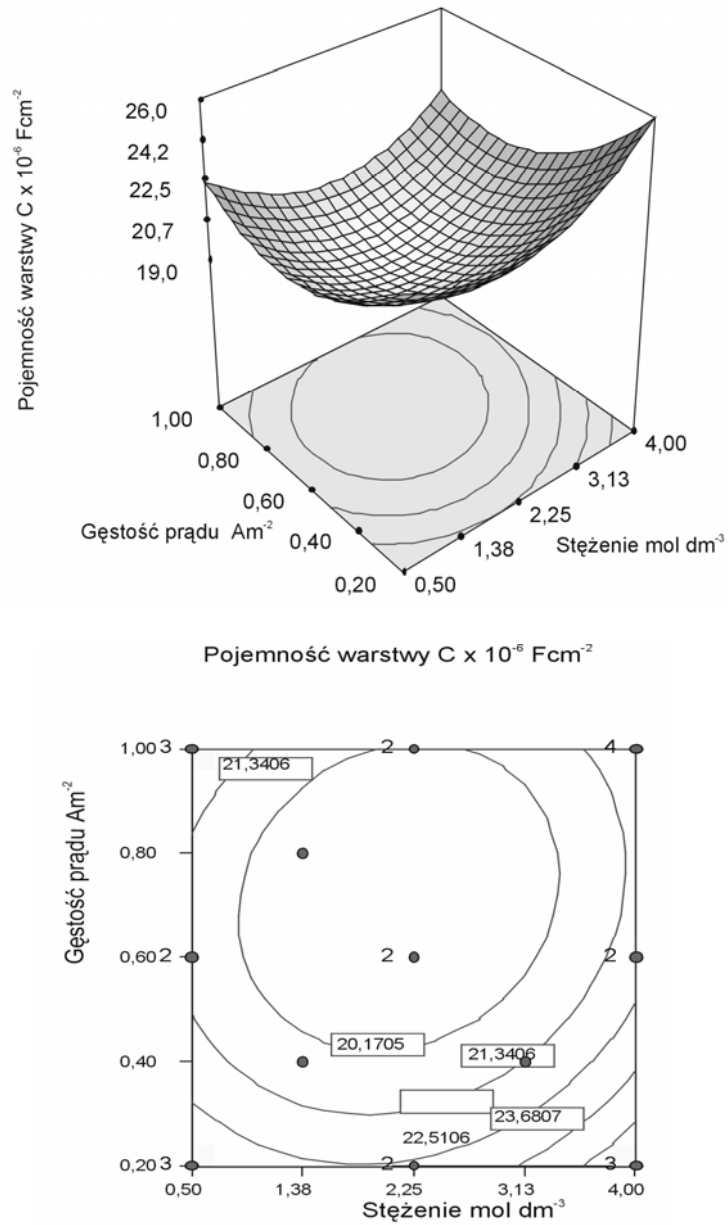 Pojemność warstwy C x 10⁻⁶ Fcm⁻²
26,0
24,2
22,5
20,7
19,0
1,00
0,80
0,60
0,40
0,20
Gęstość prądu Am⁻²
4,00
3,13
2,25
1,38
0,50
Stężenie mol dm⁻³
Pojemność warstwy C x 10⁻⁶ Fcm⁻²
Gęstość prądu Am⁻²
1,00 3 2 4
21,3406
0,80
0,60 2 2 2
20,1705
21,3406
0,40
23,6807
22,5106
0,20 3 2 3
0,50 1,38 2,25 3,13 4,00
Stężenie mol dm⁻³